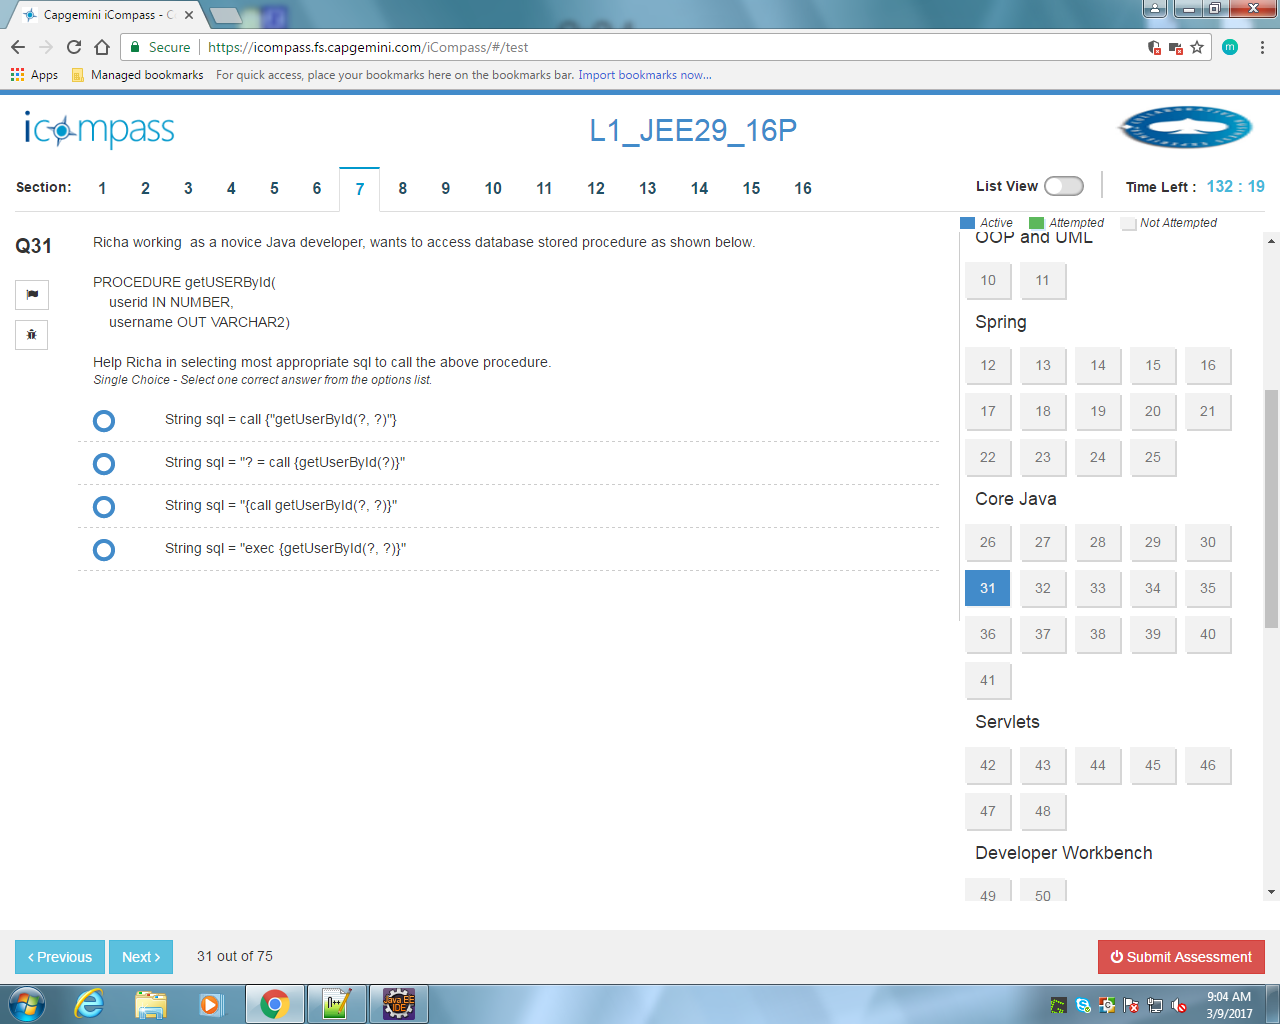 Capgemini iCompass - C
Secure
https://icompass.fs.capgemini.com/iCompass/#/test
m
Apps
Managed bookmarks
For quick access, place your bookmarks here on the bookmarks bar. Import bookmarks now...
icompass
L1_JEE29_16P
Section: 1 2 3 4 5 6 7 8 9 10 11 12 13 14 15 16
List View
Time Left : 132 : 19
Active Attempted Not Attempted
Q31
Richa working as a novice Java developer, wants to access database stored procedure as shown below.
PROCEDURE getUSERById(
userid IN NUMBER,
username OUT VARCHAR2)
Help Richa in selecting most appropriate sql to call the above procedure.
Single Choice - Select one correct answer from the options list.
String sql = call {"getUserById(?, ?)"}
String sql = "? = call {getUserById(?)}"
String sql = "{call getUserById(?, ?)}"
String sql = "exec {getUserById(?, ?)}"
OOP and UML
10 11
Spring
12 13 14 15 16
17 18 19 20 21
22 23 24 25
Core Java
26 27 28 29 30
31 32 33 34 35
36 37 38 39 40
41
Servlets
42 43 44 45 46
47 48
Developer Workbench
49 50
Previous
Next
31 out of 75
Submit Assessment
N++
Java EE
IDE
9:04 AM
3/9/2017